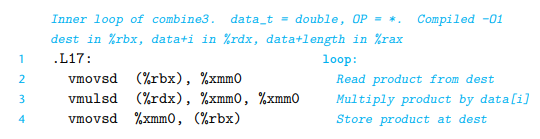 Inner loop of combine3. data_t = double, OP = *. Compiled -O1
dest in %rbx, data+i in %rdx, data+length in %rax
1 .L17: loop:
2 vmovsd (%rbx), %xmm0 Read product from dest
3 vmulsd (%rdx), %xmm0, %xmm0 Multiply product by data[i]
4 vmovsd %xmm0, (%rbx) Store product at dest